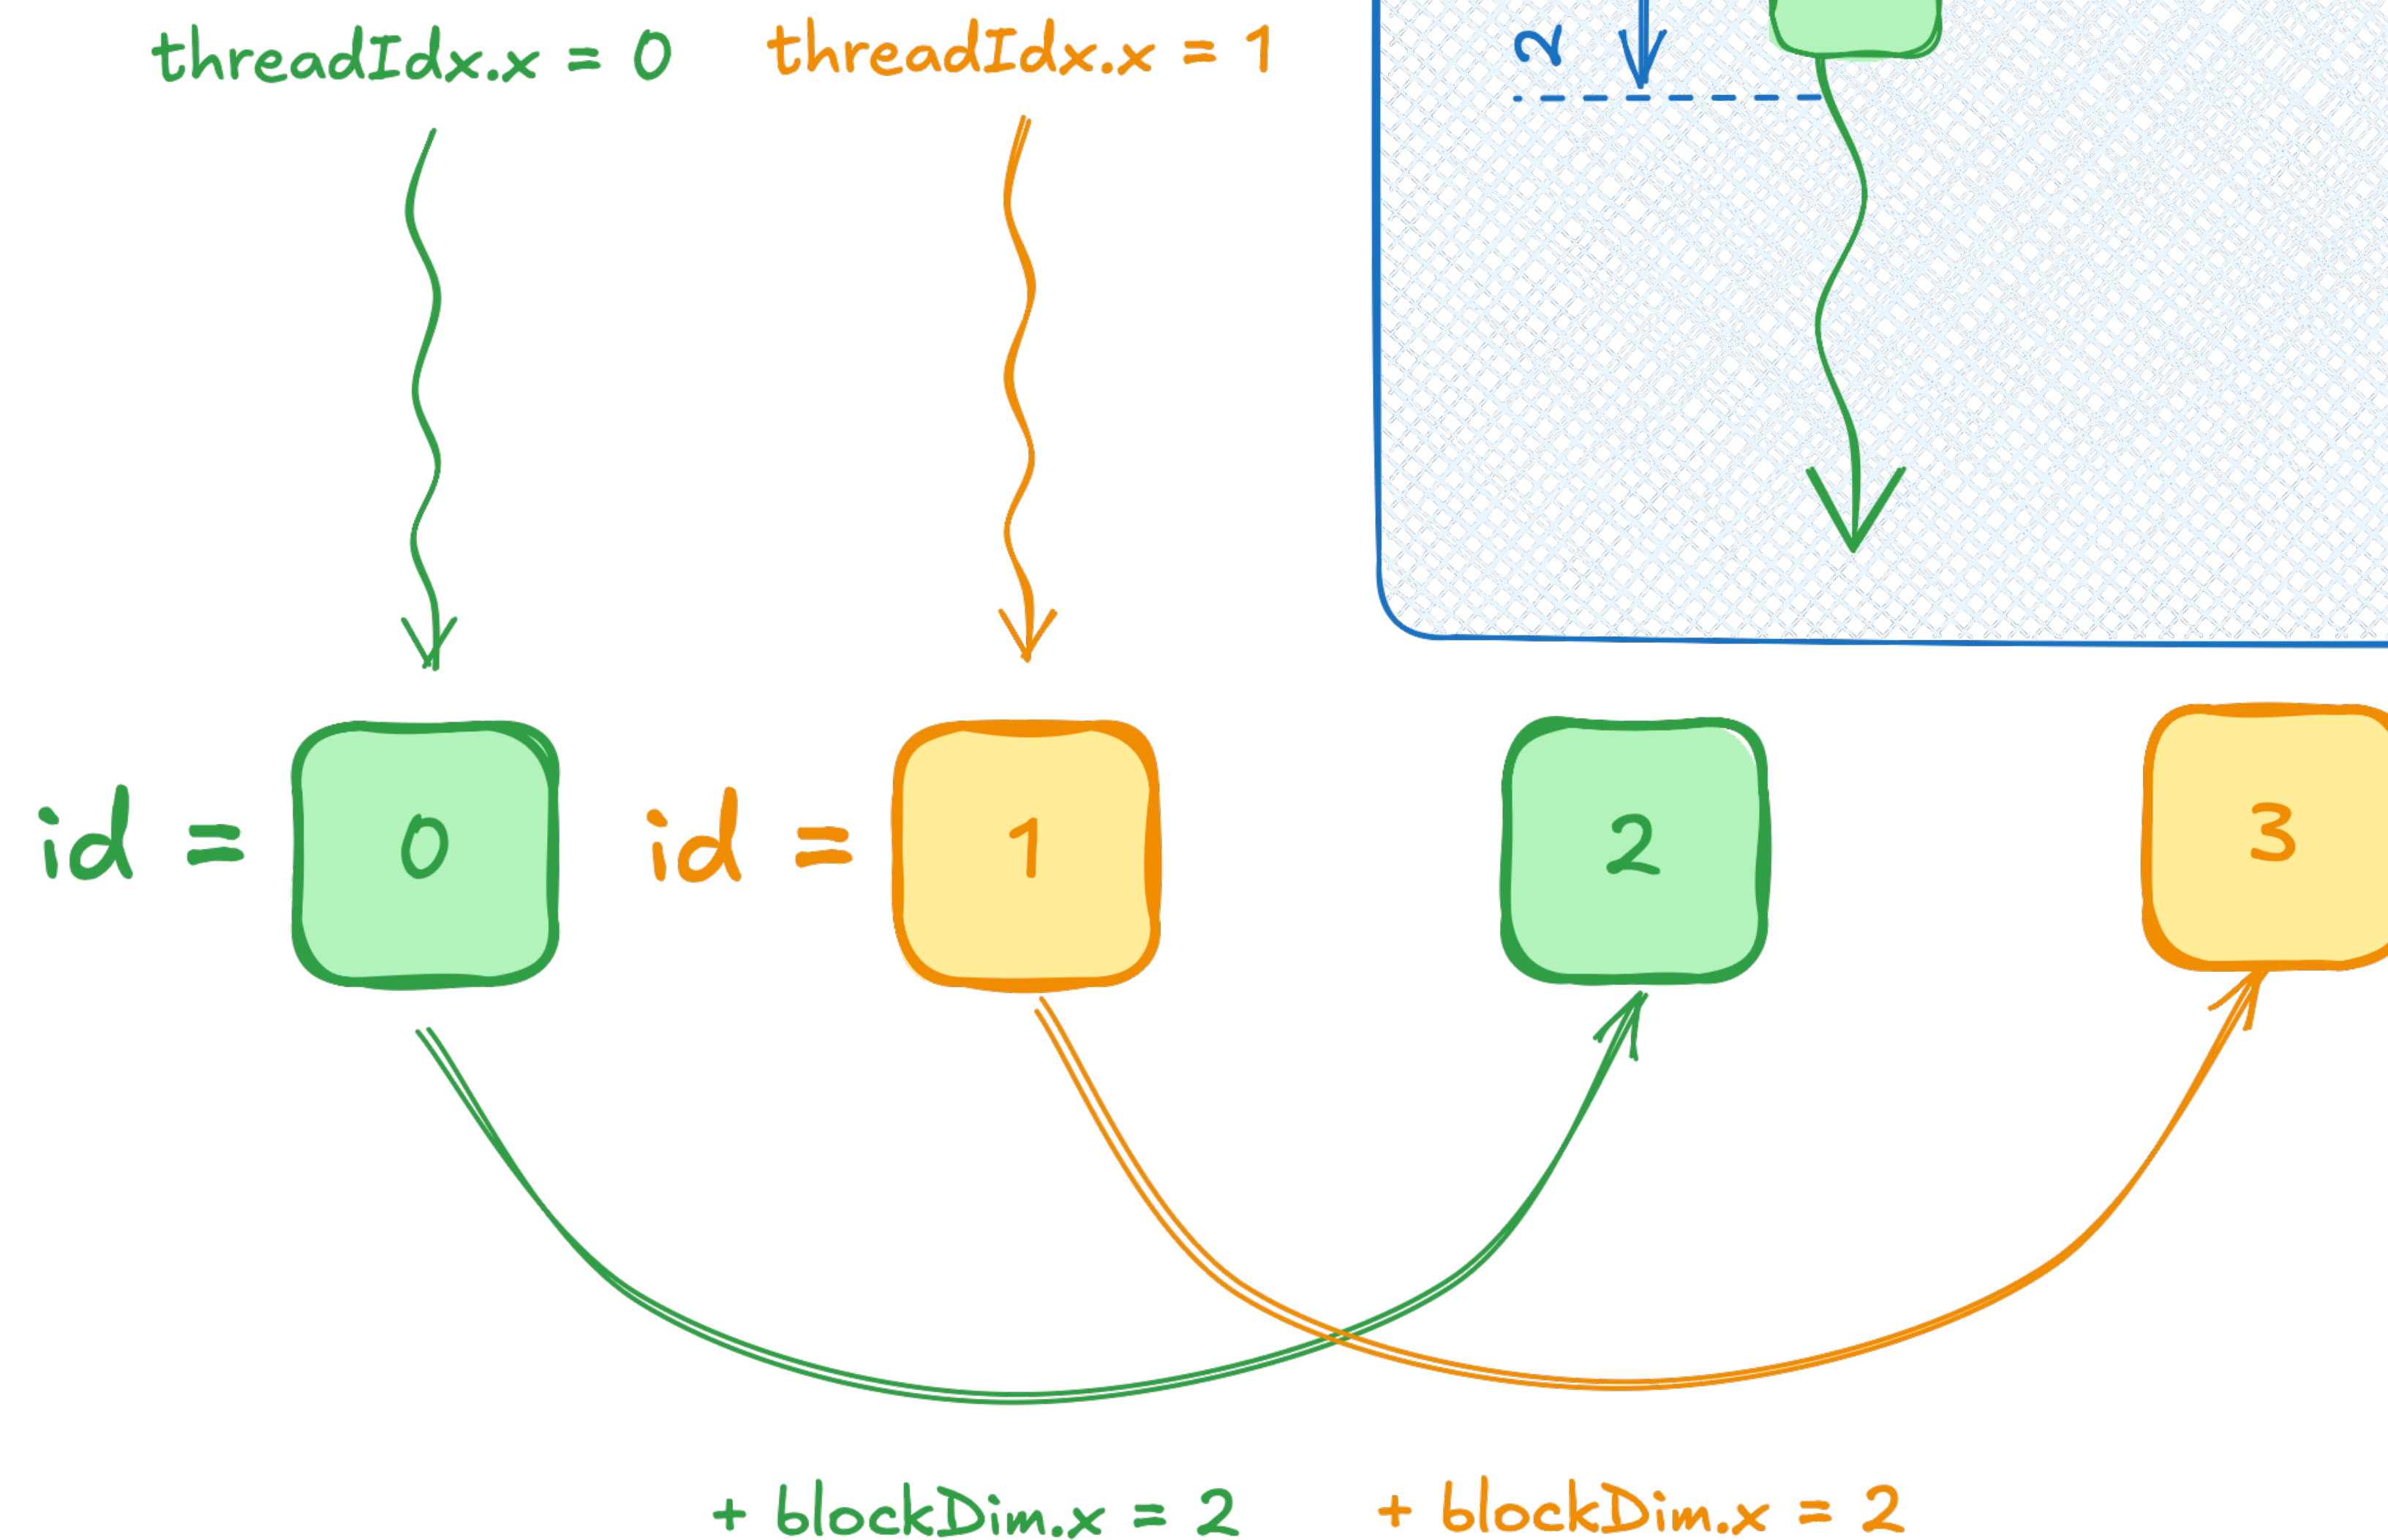 threadIdx.x = 0
threadIdx.x = 1
2
id = 0
id = 1
2
3
+ blockDim.x = 2
+ blockDim.x = 2